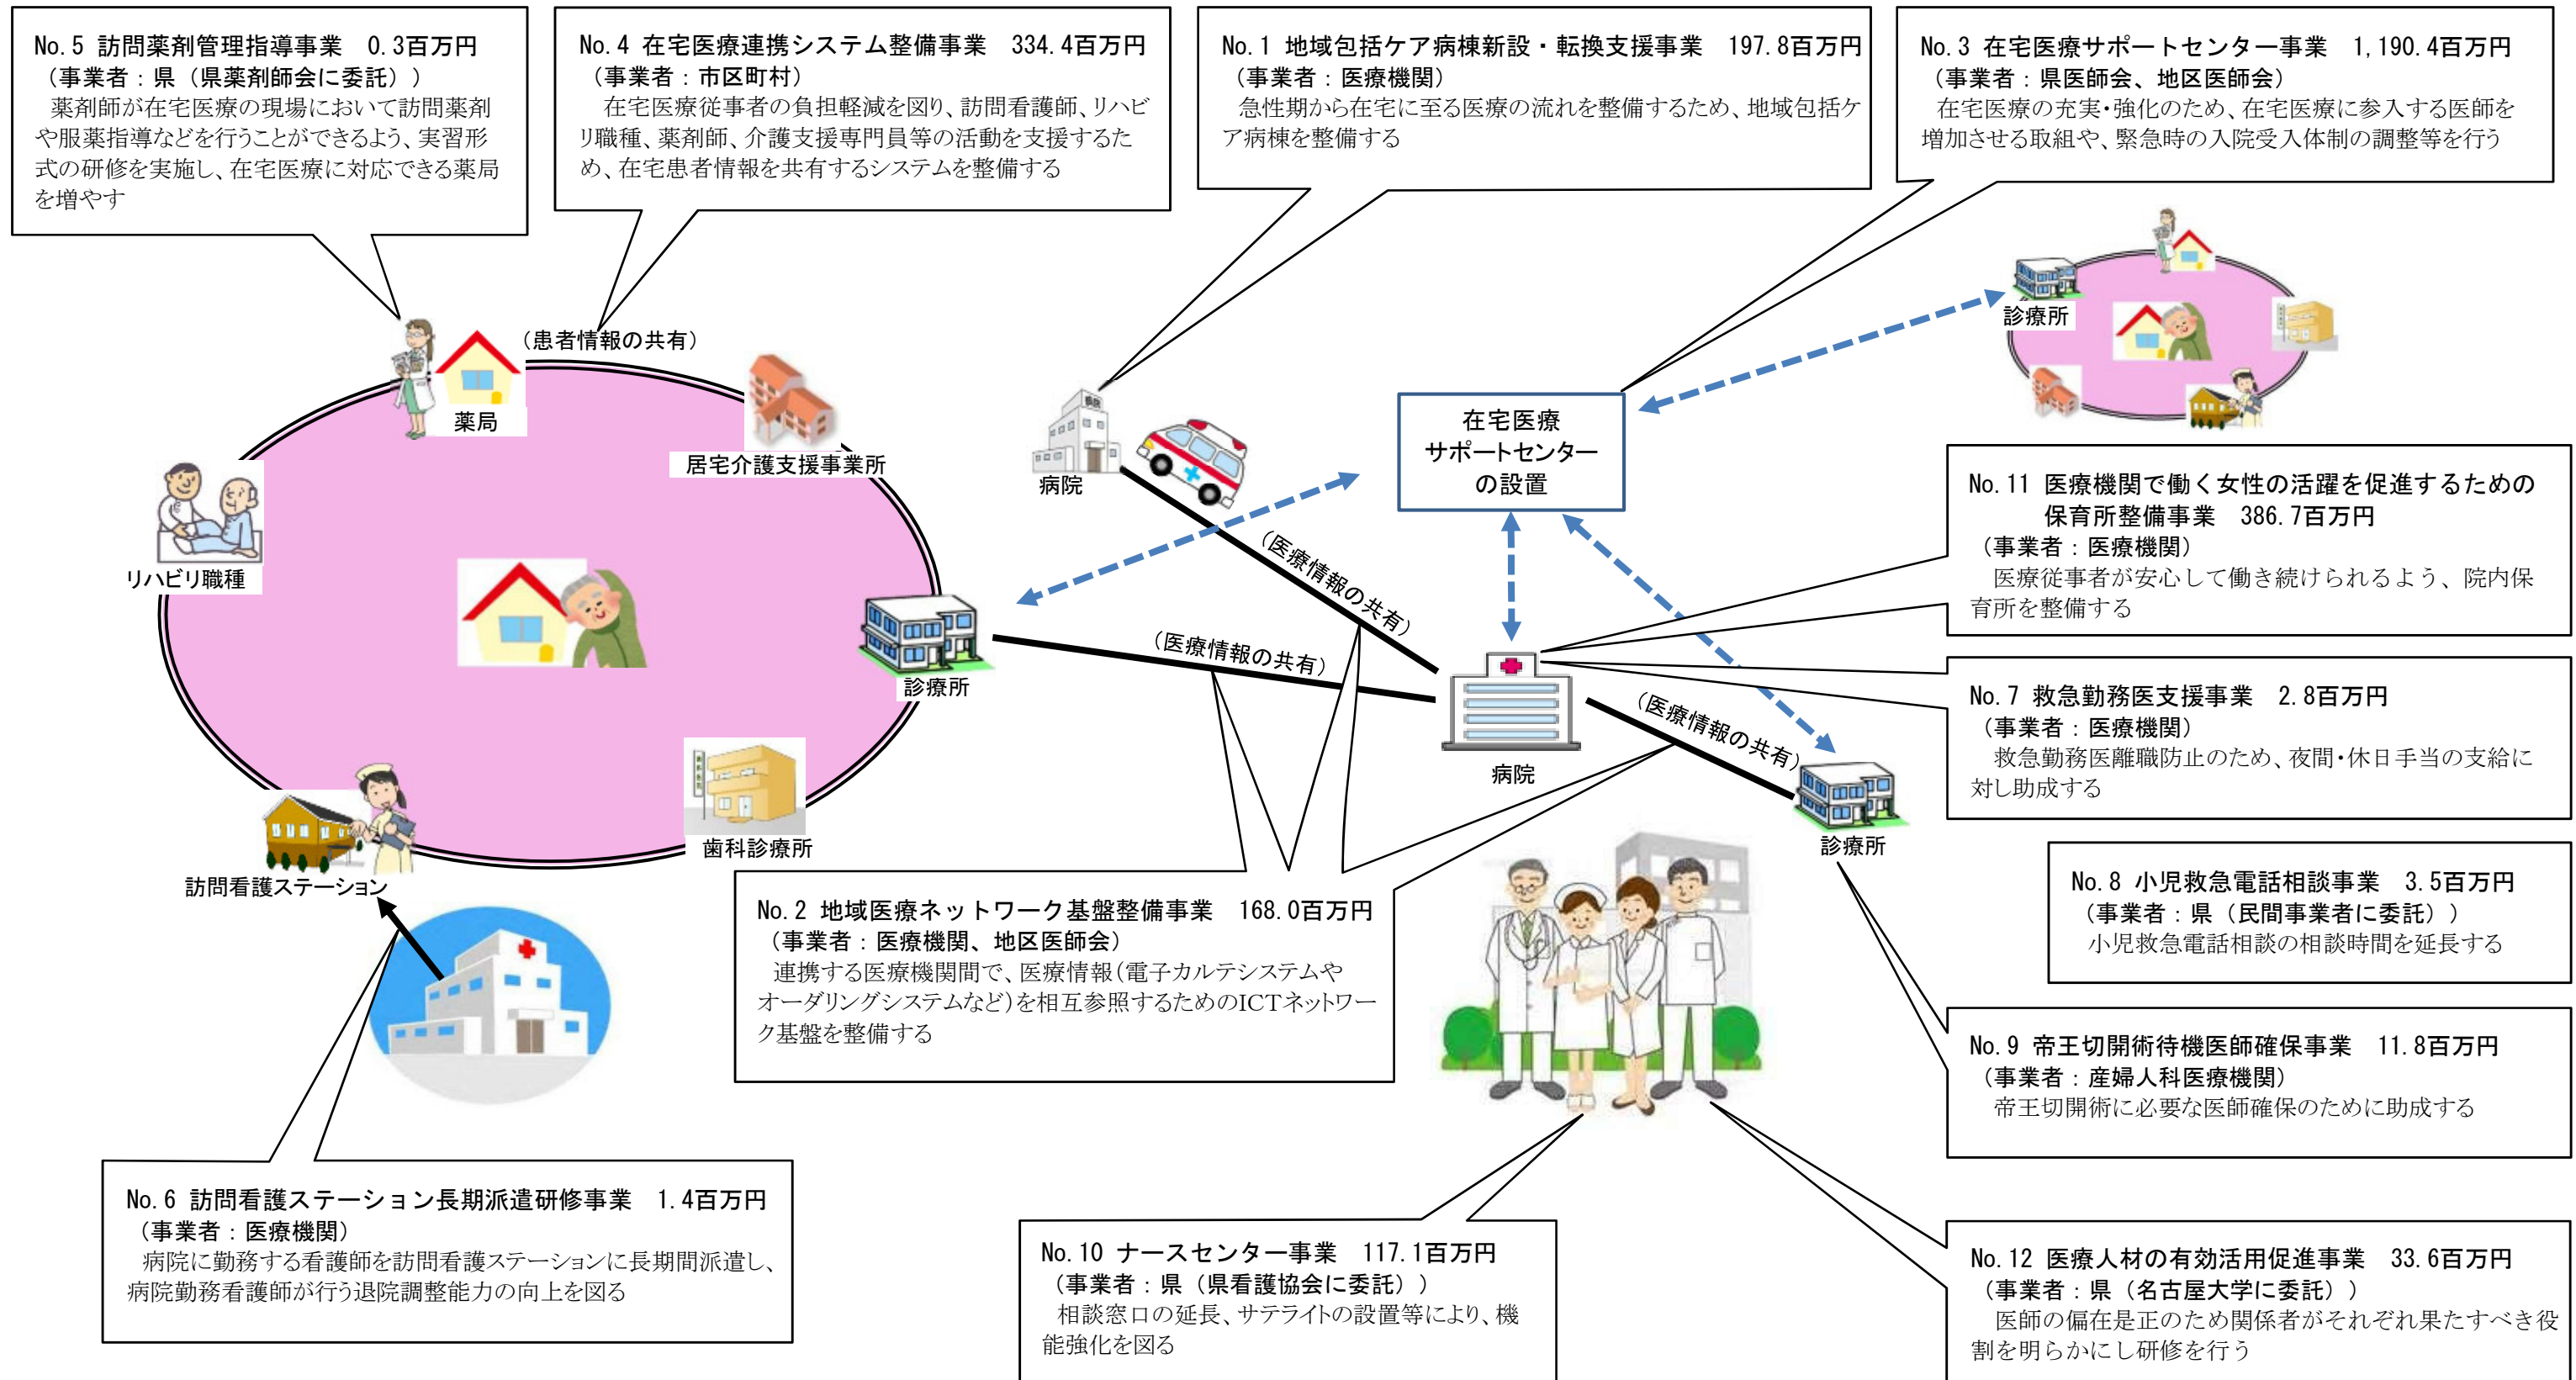 No.5 訪問薬剤管理指導事業　0.3百万円
（事業者：県（県薬剤師会に委託））
薬剤師が在宅医療の現場において訪問薬剤
や服薬指導などを行うことができるよう、実習形
式の研修を実施し、在宅医療に対応できる薬局
を増やす
No.4 在宅医療連携システム整備事業　334.4百万円
（事業者：市区町村）
在宅医療従事者の負担軽減を図り、訪問看護師、リハビ
リ職種、薬剤師、介護支援専門員等の活動を支援するた
め、在宅患者情報を共有するシステムを整備する
No.1 地域包括ケア病棟新設・転換支援事業　197.8百万円
（事業者：医療機関）
急性期から在宅に至る医療の流れを整備するため、地域包括ケ
ア病棟を整備する
No.3 在宅医療サポートセンター事業　1,190.4百万円
（事業者：県医師会、地区医師会）
在宅医療の充実・強化のため、在宅医療に参入する医師を
増加させる取組や、緊急時の入院受入体制の調整等を行う
（患者情報の共有）
薬局
居宅介護支援事業所
リハビリ職種
診療所
歯科診療所
訪問看護ステーション
病院
病院
在宅医療
サポートセンター
の設置
診療所
（医療情報の共有）
（医療情報の共有）
（医療情報の共有）
病院
診療所
No.11 医療機関で働く女性の活躍を促進するための
保育所整備事業　386.7百万円
（事業者：医療機関）
医療従事者が安心して働き続けられるよう、院内保
育所を整備する
No.7 救急勤務医支援事業　2.8百万円
（事業者：医療機関）
救急勤務医離職防止のため、夜間・休日手当の支給に
対し助成する
No.8 小児救急電話相談事業　3.5百万円
（事業者：県（民間事業者に委託））
小児救急電話相談の相談時間を延長する
No.2 地域医療ネットワーク基盤整備事業　168.0百万円
（事業者：医療機関、地区医師会）
連携する医療機関間で、医療情報（電子カルテシステムや
オーダリングシステムなど）を相互参照するためのICTネットワー
ク基盤を整備する
No.9 帝王切開術待機医師確保事業　11.8百万円
（事業者：産婦人科医療機関）
帝王切開術に必要な医師確保のために助成する
No.6 訪問看護ステーション長期派遣研修事業　1.4百万円
（事業者：医療機関）
病院に勤務する看護師を訪問看護ステーションに長期間派遣し、
病院勤務看護師が行う退院調整能力の向上を図る
No.10 ナースセンター事業　117.1百万円
（事業者：県（県看護協会に委託））
相談窓口の延長、サテライトの設置等により、機
能強化を図る
No.12 医療人材の有効活用促進事業　33.6百万円
（事業者：県（名古屋大学に委託））
医師の偏在是正のため関係者がそれぞれ果たすべき役
割を明らかにし研修を行う